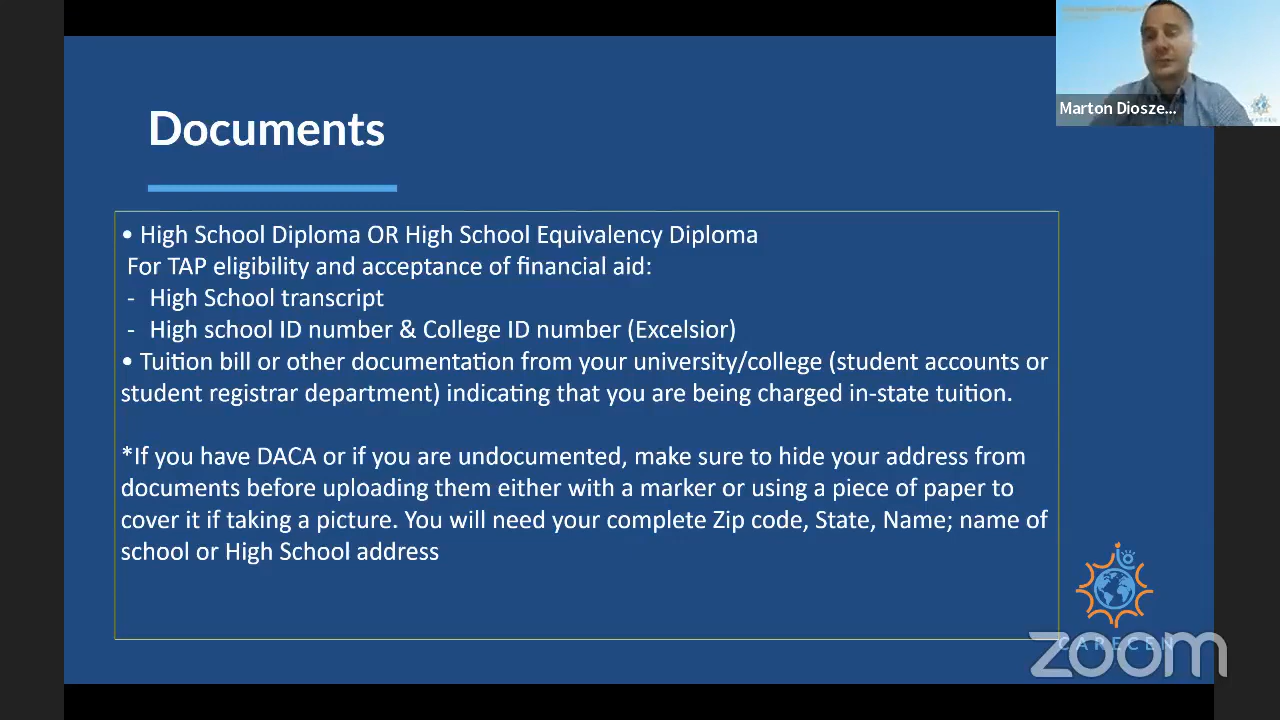 Marton Diosze...
Documents
• High School Diploma OR High School Equivalency Diploma
For TAP eligibility and acceptance of financial aid:
- High School transcript
- High school ID number & College ID number (Excelsior)
• Tuition bill or other documentation from your university/college (student accounts or
student registrar department) indicating that you are being charged in-state tuition.
*If you have DACA or if you are undocumented, make sure to hide your address from
documents before uploading them either with a marker or using a piece of paper to
cover it if taking a picture. You will need your complete Zip code, State, Name; name of
school or High School address
CARECEN
zoom